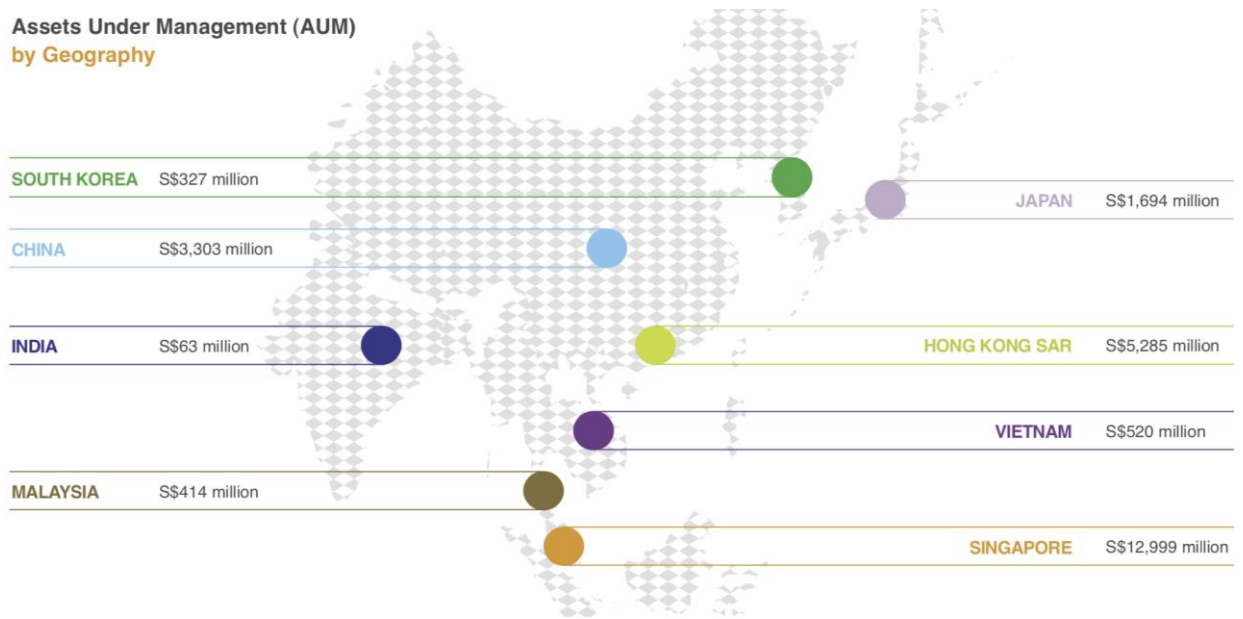 Assets Under Management (AUM)
by Geography
SOUTH KOREA S$327 million
JAPAN S$1,694 million
CHINA S$3,303 million
INDIA S$63 million
HONG KONG SAR S$5,285 million
VIETNAM S$520 million
MALAYSIA S$414 million
SINGAPORE S$12,999 million